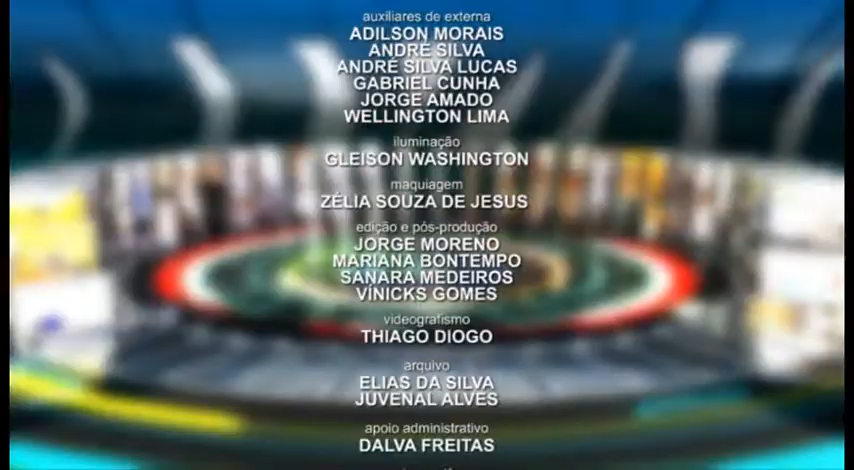 auxiliares de externa
ADILSON MORAIS
ANDRÉ SILVA
ANDRÉ SILVA LUCAS
GABRIEL CUNHA
JORGE AMADO
WELLINGTON LIMA
iluminação
GLEISON WASHINGTON
maquiagem
ZÉLIA SOUZA DE JESUS
edição e pós-produção
JORGE MORENO
MARIANA BONTEMPO
SANARA MEDEIROS
VÍNICKS GOMES
videografismo
THIAGO DIOGO
arquivo
ELIAS DA SILVA
JUVENAL ALVES
apoio administrativo
DALVA FREITAS